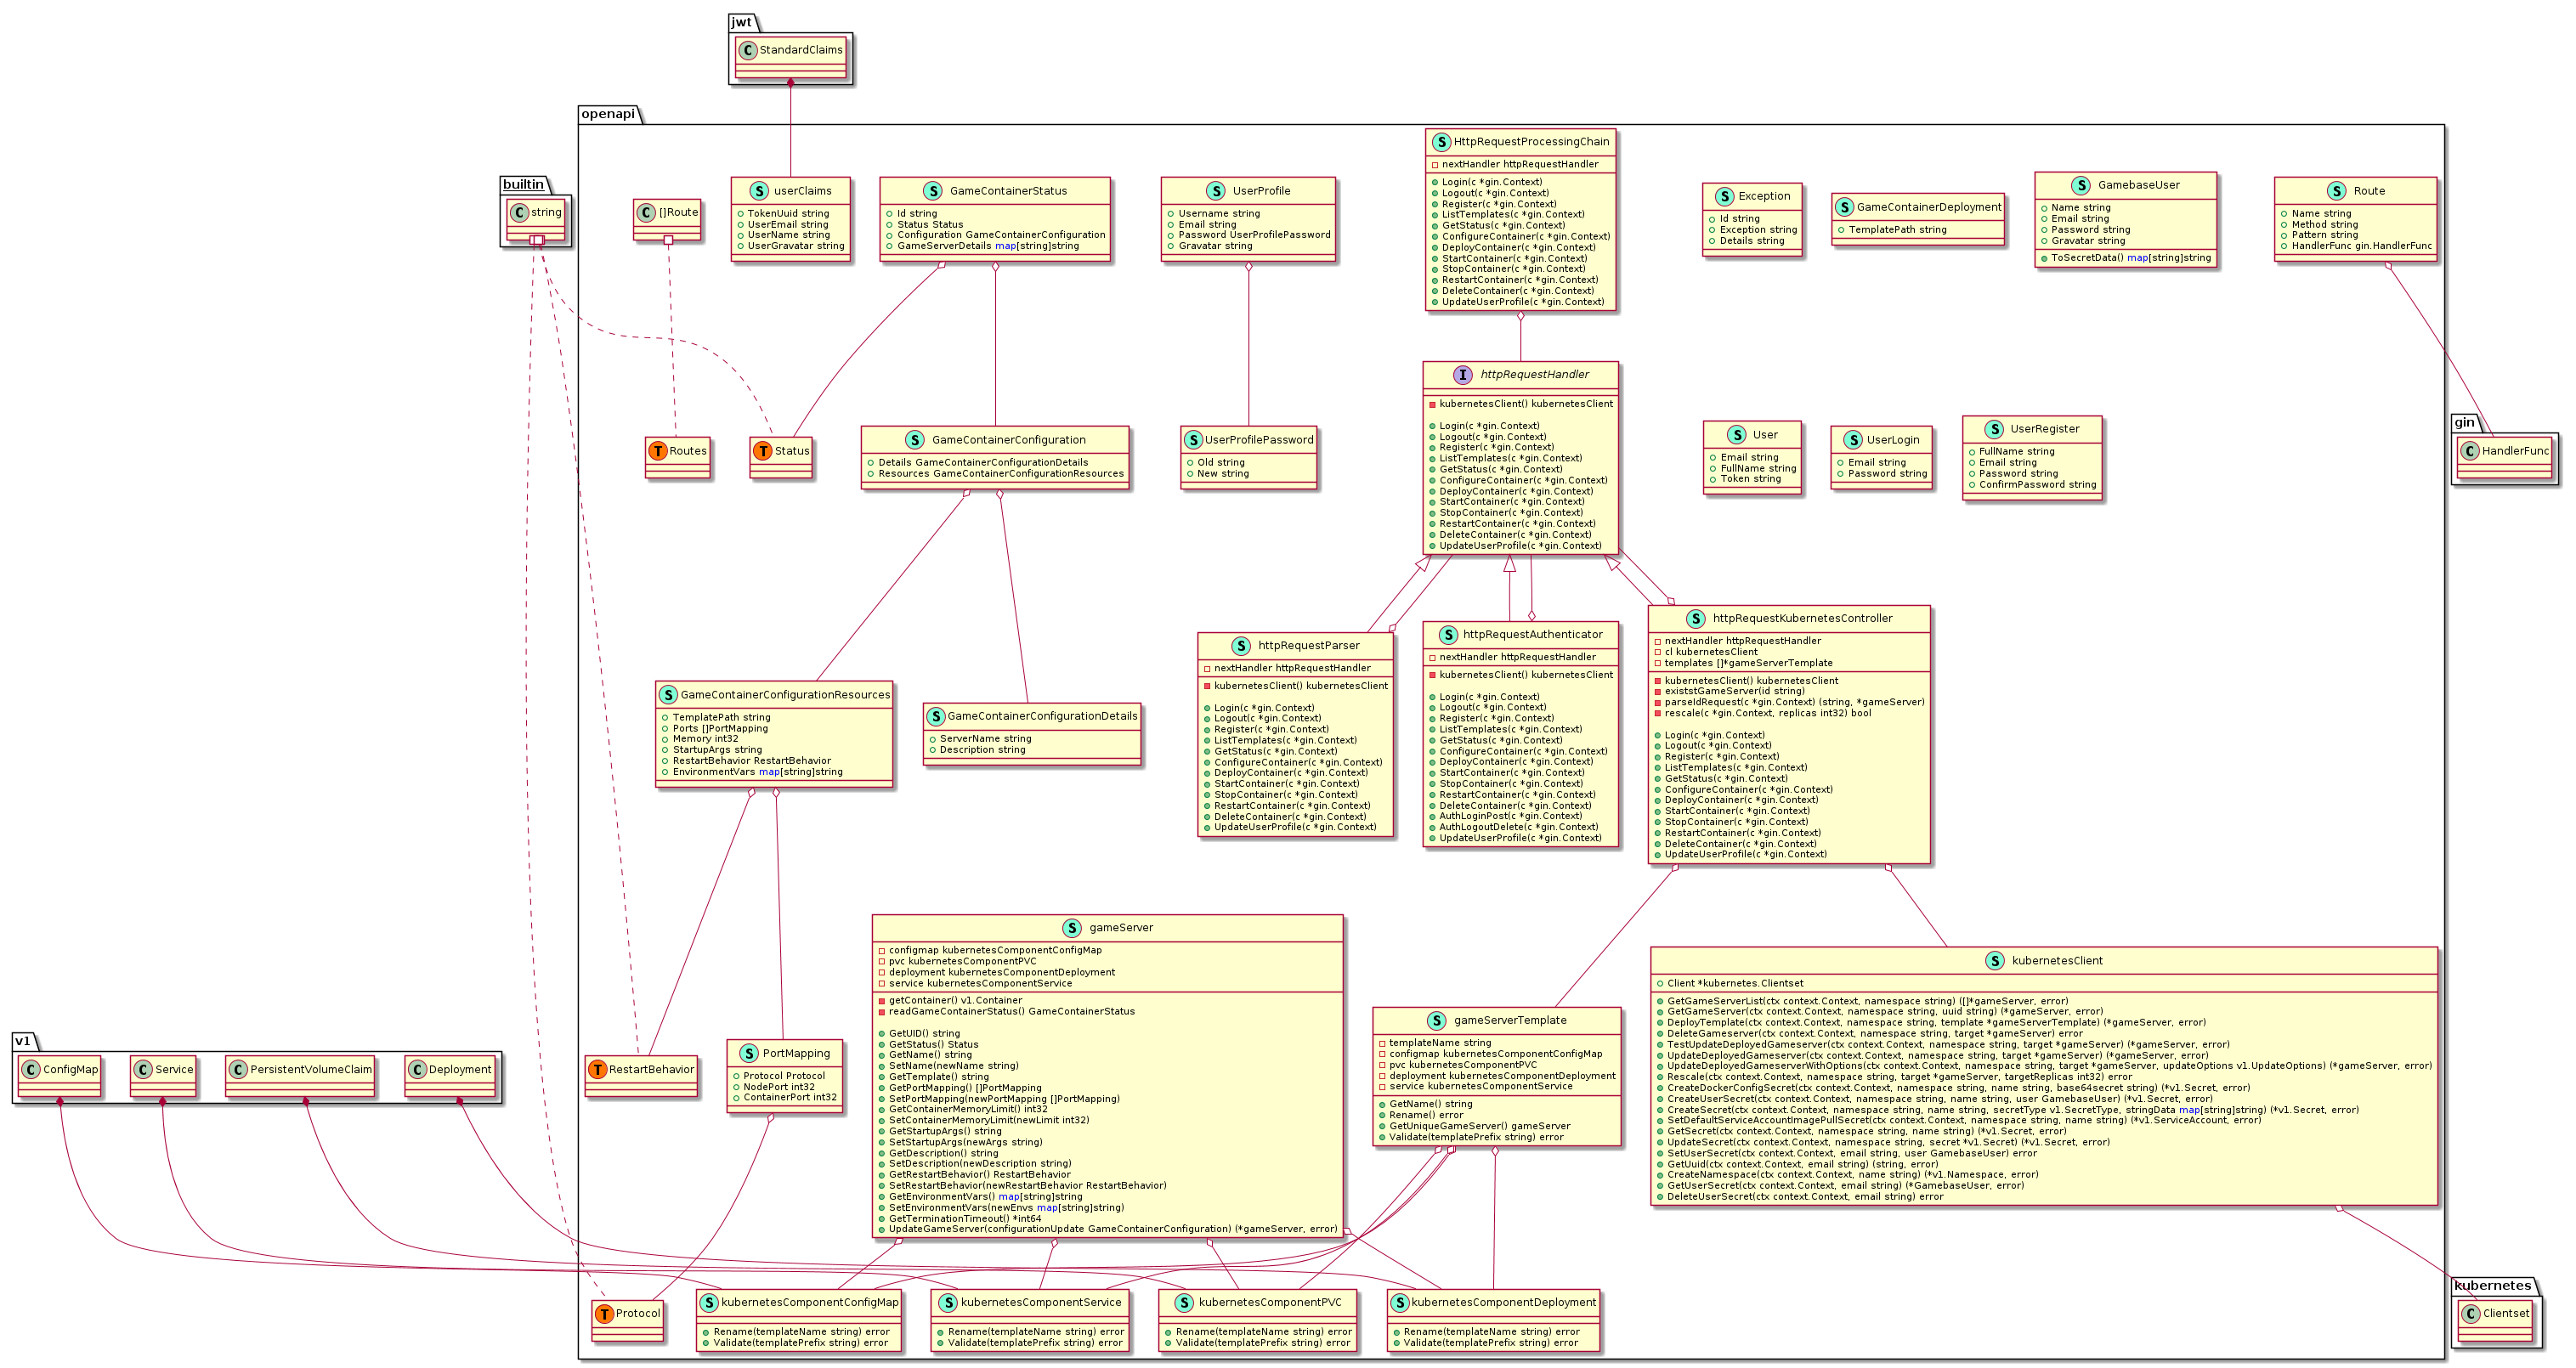 jwt
StandardClaims
openapi
builtin
string
[]Route
userClaims
TokenUuid string
UserEmail string
UserName string
UserGravatar string
GameContainerStatus
Id string
Status Status
Configuration GameContainerConfiguration
GameServerDetails map[string]string
UserProfile
Username string
Email string
Password UserProfilePassword
Gravatar string
HttpRequestProcessingChain
nextHandler httpRequestHandler
Login(c *gin.Context)
Logout(c *gin.Context)
Register(c *gin.Context)
ListTemplates(c *gin.Context)
GetStatus(c *gin.Context)
ConfigureContainer(c *gin.Context)
DeployContainer(c *gin.Context)
StartContainer(c *gin.Context)
StopContainer(c *gin.Context)
RestartContainer(c *gin.Context)
DeleteContainer(c *gin.Context)
UpdateUserProfile(c *gin.Context)
Exception
Id string
Exception string
Details string
GameContainerDeployment
TemplatePath string
GamebaseUser
Name string
Email string
Password string
Gravatar string
ToSecretData() map[string]string
Route
Name string
Method string
Pattern string
HandlerFunc gin.HandlerFunc
Routes
Status
GameContainerConfiguration
Details GameContainerConfigurationDetails
Resources GameContainerConfigurationResources
UserProfilePassword
Old string
New string
httpRequestHandler
kubernetesClient() kubernetesClient
Login(c *gin.Context)
Logout(c *gin.Context)
Register(c *gin.Context)
ListTemplates(c *gin.Context)
GetStatus(c *gin.Context)
ConfigureContainer(c *gin.Context)
DeployContainer(c *gin.Context)
StartContainer(c *gin.Context)
StopContainer(c *gin.Context)
RestartContainer(c *gin.Context)
DeleteContainer(c *gin.Context)
UpdateUserProfile(c *gin.Context)
User
Email string
FullName string
Token string
UserLogin
Email string
Password string
UserRegister
FullName string
Email string
Password string
ConfirmPassword string
gin
HandlerFunc
GameContainerConfigurationResources
TemplatePath string
Ports []PortMapping
Memory int32
StartupArgs string
RestartBehavior RestartBehavior
EnvironmentVars map[string]string
GameContainerConfigurationDetails
ServerName string
Description string
httpRequestParser
nextHandler httpRequestHandler
kubernetesClient() kubernetesClient
Login(c *gin.Context)
Logout(c *gin.Context)
Register(c *gin.Context)
ListTemplates(c *gin.Context)
GetStatus(c *gin.Context)
ConfigureContainer(c *gin.Context)
DeployContainer(c *gin.Context)
StartContainer(c *gin.Context)
StopContainer(c *gin.Context)
RestartContainer(c *gin.Context)
DeleteContainer(c *gin.Context)
UpdateUserProfile(c *gin.Context)
httpRequestAuthenticator
nextHandler httpRequestHandler
kubernetesClient() kubernetesClient
Login(c *gin.Context)
Logout(c *gin.Context)
Register(c *gin.Context)
ListTemplates(c *gin.Context)
GetStatus(c *gin.Context)
ConfigureContainer(c *gin.Context)
DeployContainer(c *gin.Context)
StartContainer(c *gin.Context)
StopContainer(c *gin.Context)
RestartContainer(c *gin.Context)
DeleteContainer(c *gin.Context)
AuthLoginPost(c *gin.Context)
AuthLogoutDelete(c *gin.Context)
UpdateUserProfile(c *gin.Context)
httpRequestKubernetesController
nextHandler httpRequestHandler
cl kubernetesClient
templates []*gameServerTemplate
kubernetesClient() kubernetesClient
existstGameServer(id string)
parseIdRequest(c *gin.Context) (string, *gameServer)
rescale(c *gin.Context, replicas int32) bool
Login(c *gin.Context)
Logout(c *gin.Context)
Register(c *gin.Context)
ListTemplates(c *gin.Context)
GetStatus(c *gin.Context)
ConfigureContainer(c *gin.Context)
DeployContainer(c *gin.Context)
StartContainer(c *gin.Context)
StopContainer(c *gin.Context)
RestartContainer(c *gin.Context)
DeleteContainer(c *gin.Context)
UpdateUserProfile(c *gin.Context)
v1
ConfigMap
Service
PersistentVolumeClaim
Deployment
RestartBehavior
PortMapping
Protocol Protocol
NodePort int32
ContainerPort int32
gameServer
configmap kubernetesComponentConfigMap
pvc kubernetesComponentPVC
deployment kubernetesComponentDeployment
service kubernetesComponentService
getContainer() v1.Container
readGameContainerStatus() GameContainerStatus
GetUID() string
GetStatus() Status
GetName() string
SetName(newName string)
GetTemplate() string
GetPortMapping() []PortMapping
SetPortMapping(newPortMapping []PortMapping)
GetContainerMemoryLimit() int32
SetContainerMemoryLimit(newLimit int32)
GetStartupArgs() string
SetStartupArgs(newArgs string)
GetDescription() string
SetDescription(newDescription string)
GetRestartBehavior() RestartBehavior
SetRestartBehavior(newRestartBehavior RestartBehavior)
GetEnvironmentVars() map[string]string
SetEnvironmentVars(newEnvs map[string]string)
GetTerminationTimeout() *int64
UpdateGameServer(configurationUpdate GameContainerConfiguration) (*gameServer, error)
gameServerTemplate
templateName string
configmap kubernetesComponentConfigMap
pvc kubernetesComponentPVC
deployment kubernetesComponentDeployment
service kubernetesComponentService
GetName() string
Rename() error
GetUniqueGameServer() gameServer
Validate(templatePrefix string) error
kubernetesClient
Client *kubernetes.Clientset
GetGameServerList(ctx context.Context, namespace string) ([]*gameServer, error)
GetGameServer(ctx context.Context, namespace string, uuid string) (*gameServer, error)
DeployTemplate(ctx context.Context, namespace string, template *gameServerTemplate) (*gameServer, error)
DeleteGameserver(ctx context.Context, namespace string, target *gameServer) error
TestUpdateDeployedGameserver(ctx context.Context, namespace string, target *gameServer) (*gameServer, error)
UpdateDeployedGameserver(ctx context.Context, namespace string, target *gameServer) (*gameServer, error)
UpdateDeployedGameserverWithOptions(ctx context.Context, namespace string, target *gameServer, updateOptions v1.UpdateOptions) (*gameServer, error)
Rescale(ctx context.Context, namespace string, target *gameServer, targetReplicas int32) error
CreateDockerConfigSecret(ctx context.Context, namespace string, name string, base64secret string) (*v1.Secret, error)
CreateUserSecret(ctx context.Context, namespace string, name string, user GamebaseUser) (*v1.Secret, error)
CreateSecret(ctx context.Context, namespace string, name string, secretType v1.SecretType, stringData map[string]string) (*v1.Secret, error)
SetDefaultServiceAccountImagePullSecret(ctx context.Context, namespace string, name string) (*v1.ServiceAccount, error)
GetSecret(ctx context.Context, namespace string, name string) (*v1.Secret, error)
UpdateSecret(ctx context.Context, namespace string, secret *v1.Secret) (*v1.Secret, error)
SetUserSecret(ctx context.Context, email string, user GamebaseUser) error
GetUuid(ctx context.Context, email string) (string, error)
CreateNamespace(ctx context.Context, name string) (*v1.Namespace, error)
GetUserSecret(ctx context.Context, email string) (*GamebaseUser, error)
DeleteUserSecret(ctx context.Context, email string) error
Protocol
kubernetesComponentConfigMap
Rename(templateName string) error
Validate(templatePrefix string) error
kubernetesComponentService
Rename(templateName string) error
Validate(templatePrefix string) error
kubernetesComponentPVC
Rename(templateName string) error
Validate(templatePrefix string) error
kubernetesComponentDeployment
Rename(templateName string) error
Validate(templatePrefix string) error
kubernetes
Clientset